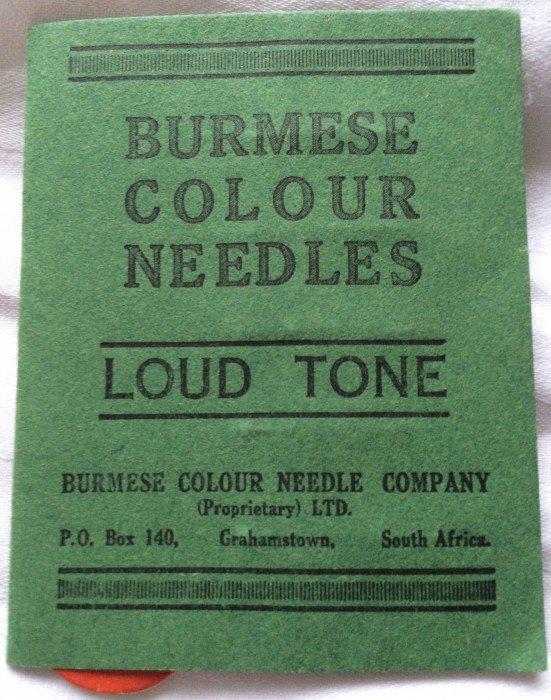 BURMESE
COLOUR
NEEDLES
LOUD TONE
BURMESE COLOUR NEEDLE COMPANY
(Proprietary) LTD.
P.O. Box 140, Grahamstown, South Africa.